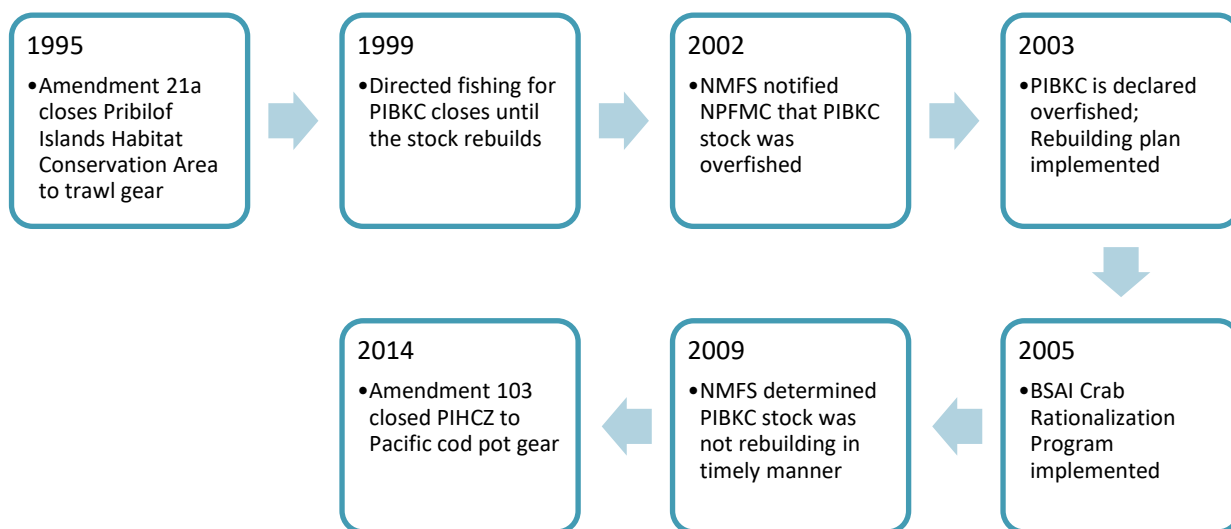 1995
•Amendment 21a
closes Pribilof
Islands Habitat
Conservation Area
to trawl gear
1999
•Directed fishing for
PIBKC closes until
the stock rebuilds
2002
•NMFS notified
NPFMC that PIBKC
stock was
overfished
2003
•PIBKC is declared
overfished;
Rebuilding plan
implemented
2005
•BSAI Crab
Rationalization
Program
implemented
2009
•NMFS determined
PIBKC stock was
not rebuilding in
timely manner
2014
•Amendment 103
closed PIHCZ to
Pacific cod pot gear